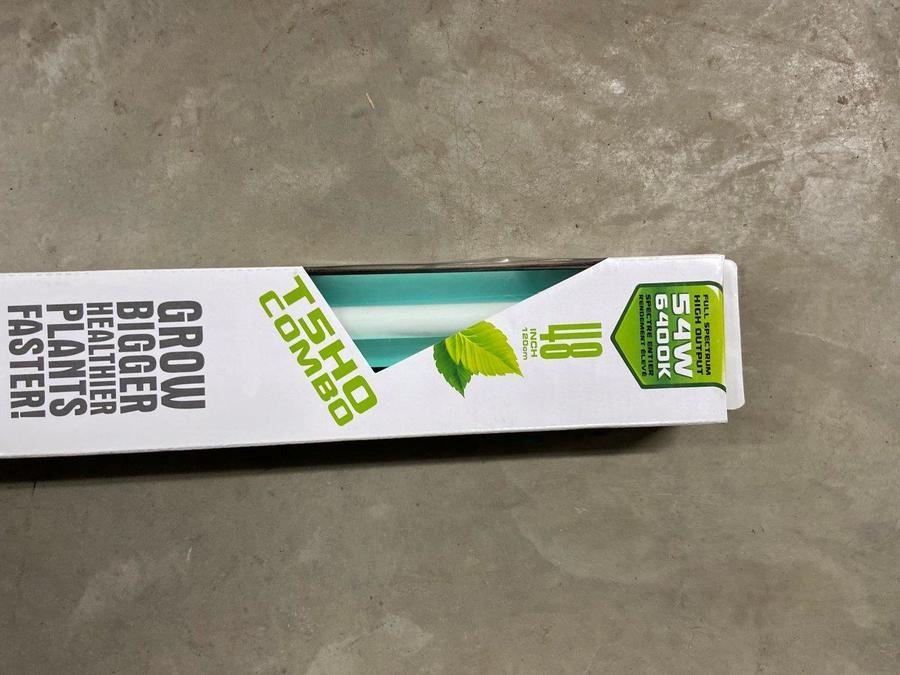 FULL SPECTRUM
HIGH OUTPUT
54W
6400K
SPECTRE ENTIER
RENDEMENT ÉLEVÉ
48
INCH
120cm
T5HO
COMBO
GROW
BIGGER
HEALTHIER
PLANTS
FASTER!